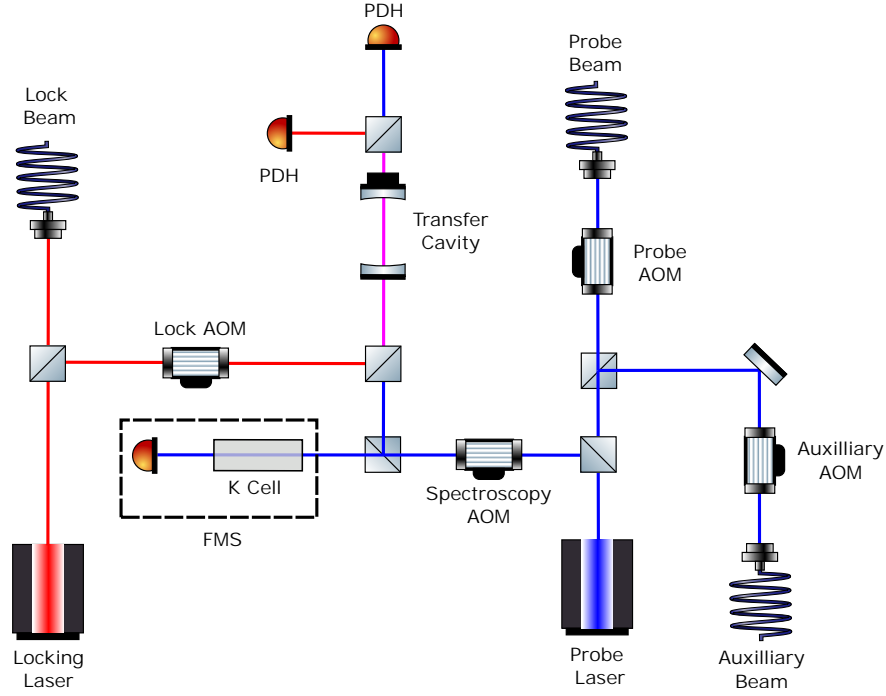 PDH
Probe
Beam
Lock
Beam
PDH
Transfer
Cavity
Probe
AOM
Lock AOM
Auxilliary
AOM
K Cell
Spectroscopy
AOM
FMS
Locking
Laser
Probe
Laser
Auxilliary
Beam